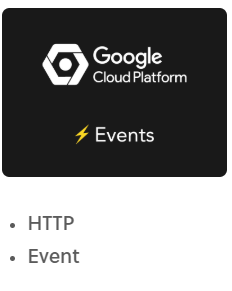 Google
Cloud Platform
⚡ Events
• HTTP
• Event